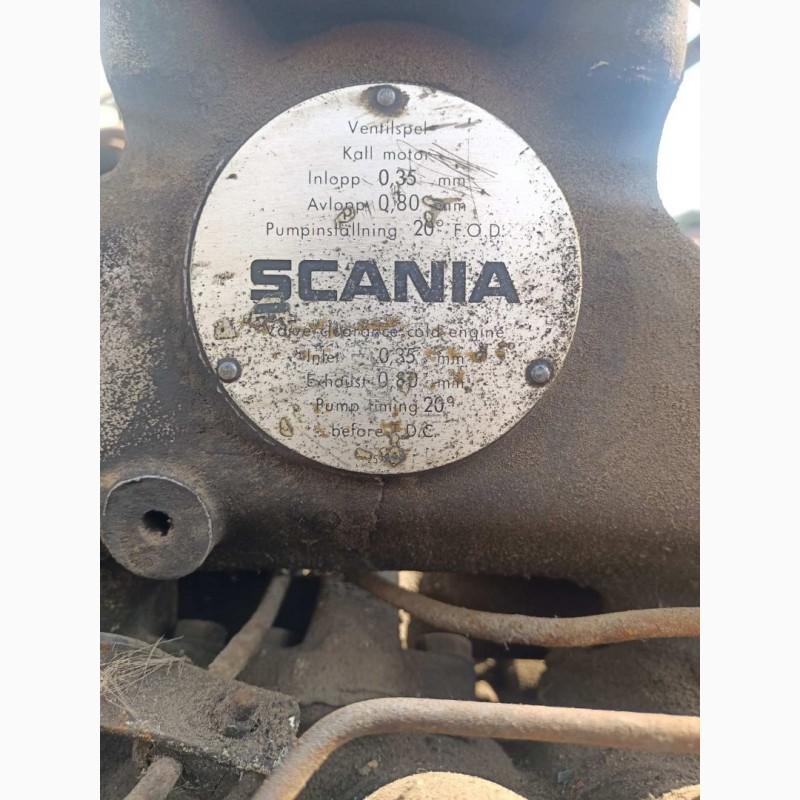 Ventilspel
Kall motor
Inlopp 0,35 mm
Avlopp 0,80 mm
Pumpinställning 20° F.Ö.D.
SCANIA
Valve clearance cold engine
Inlet 0,35 mm
Exhaust 0,80 mm
Pump timing 20°
before T.D.C.